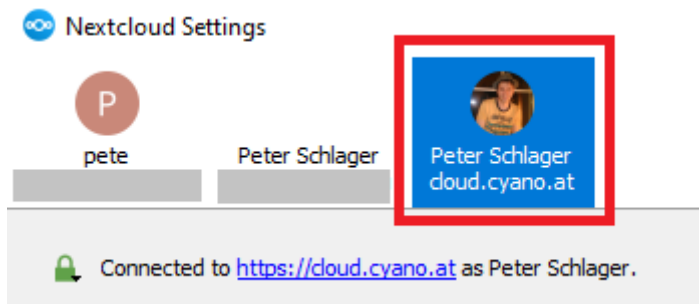 Nextcloud Settings
P
pete
Peter Schlager
Peter Schlager
cloud.cyano.at
Connected to https://cloud.cyano.at as Peter Schlager.